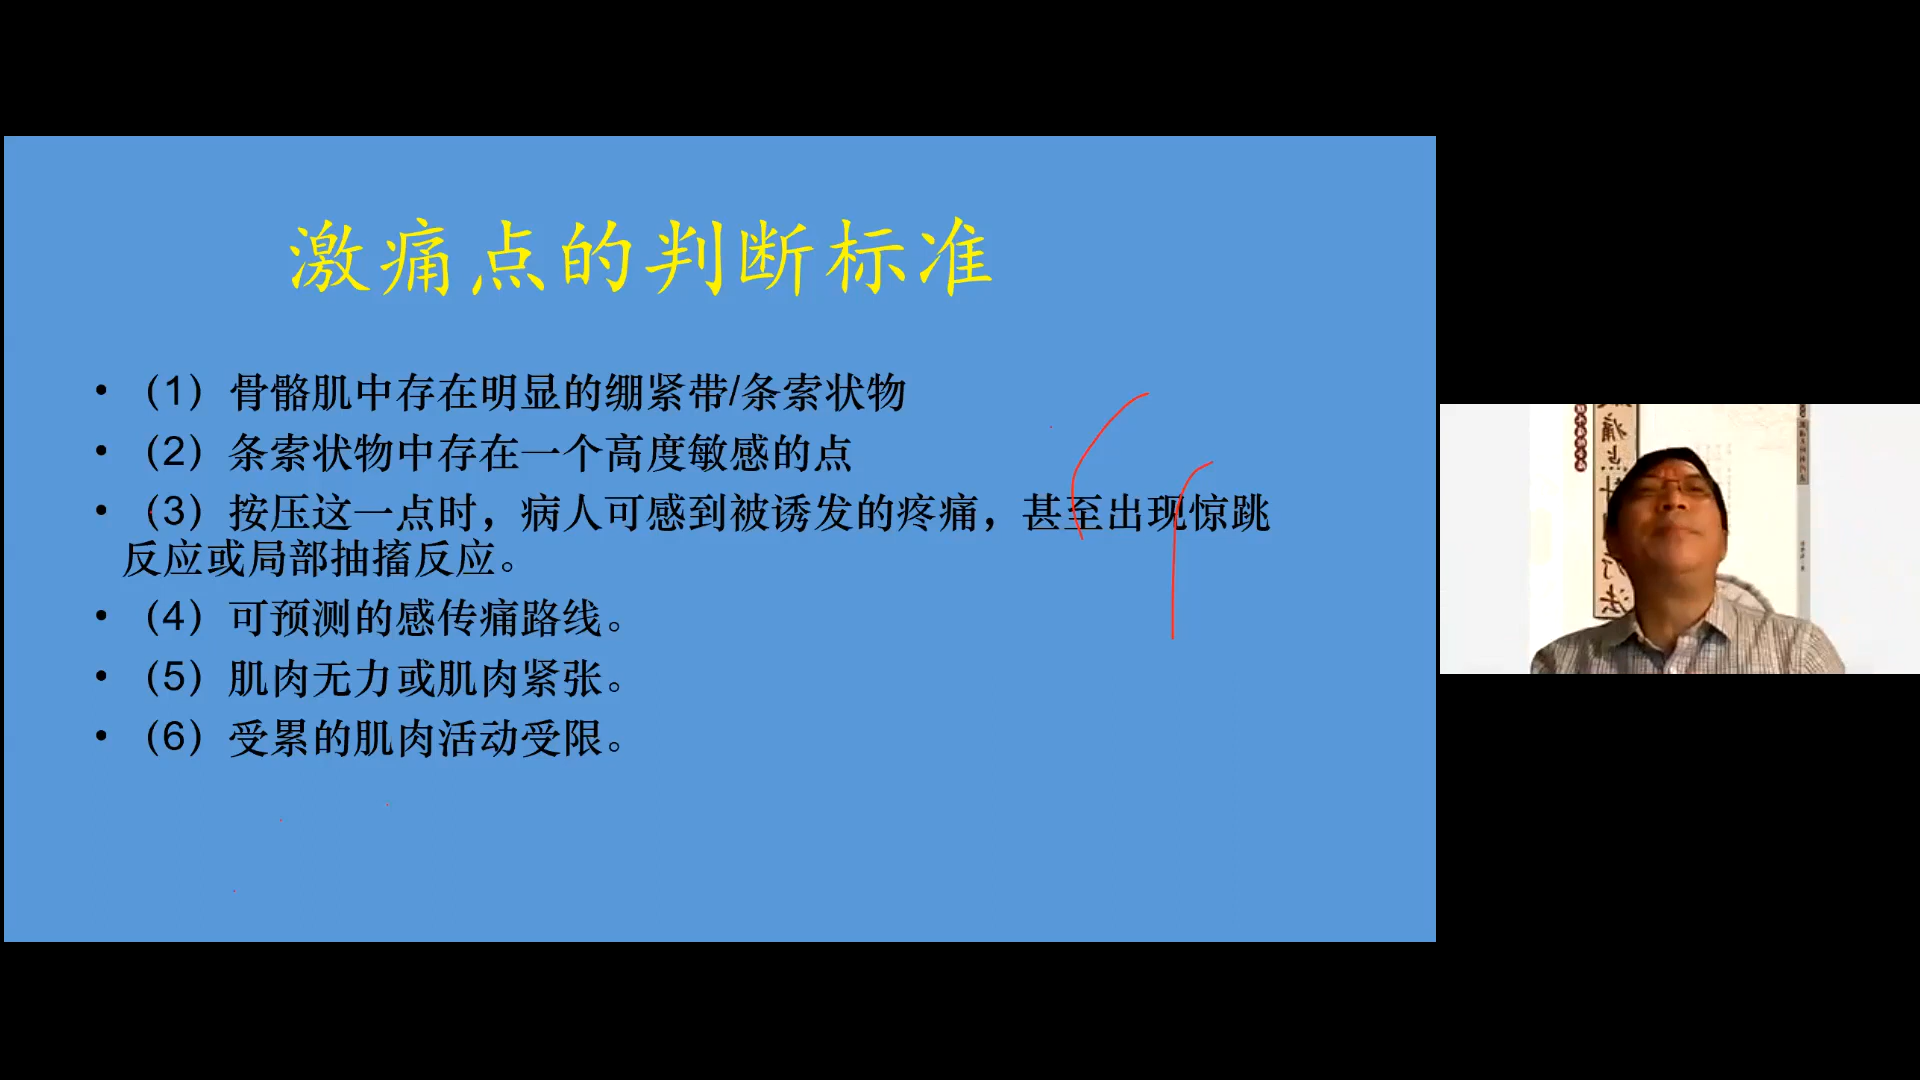 激痛点的判断标准
• （1）骨骼肌中存在明显的绷紧带/条索状物
• （2）条索状物中存在一个高度敏感的点
• （3）按压这一点时，病人可感到被诱发的疼痛，甚至出现惊跳
反应或局部抽搐反应。
• （4）可预测的感传痛路线。
• （5）肌肉无力或肌肉紧张。
• （6）受累的肌肉活动受限。